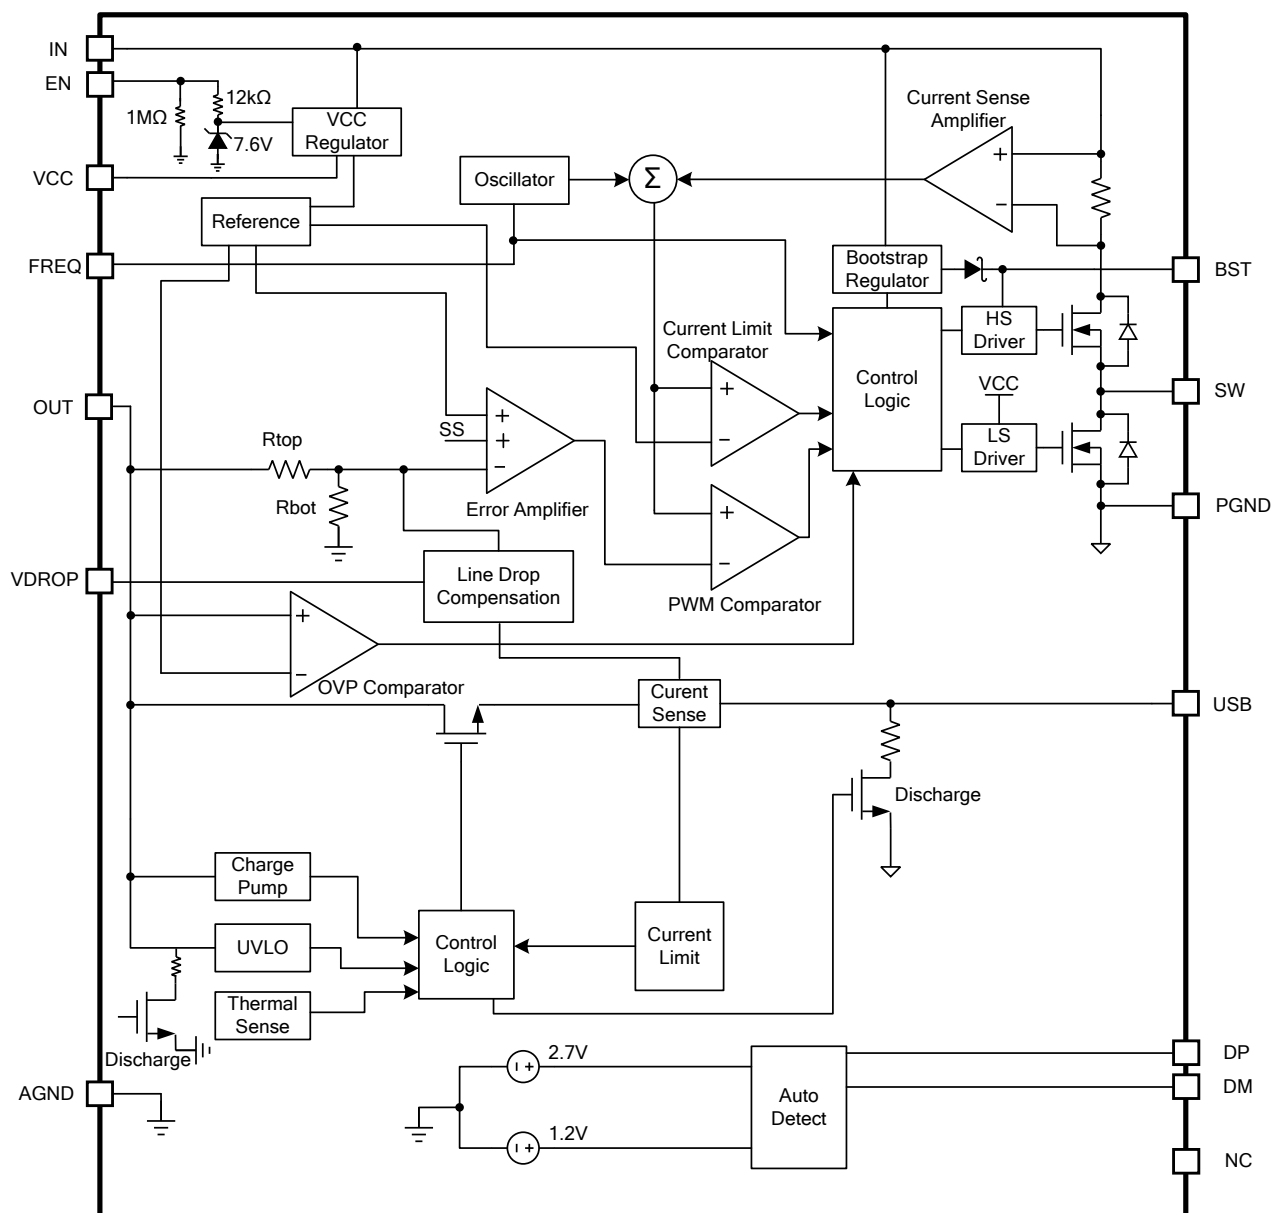 IN
EN
12kΩ
1MΩ
7.6V
VCC
Regulator
Current Sense
Amplifier
+
−
VCC
Oscillator
Σ
Reference
FREQ
Bootstrap
Regulator
BST
HS
Driver
Current Limit
Comparator
+
−
Control
Logic
VCC
SW
OUT
LS
Driver
Rtop
SS
+
+
−
Rbot
Error Amplifier
PGND
+
−
PWM Comparator
VDROP
Line Drop
Compensation
+
−
OVP Comparator
Curent
Sense
USB
Discharge
Charge
Pump
UVLO
Thermal
Sense
Control
Logic
Current
Limit
Discharge
AGND
2.7V
1.2V
Auto
Detect
DP
DM
NC